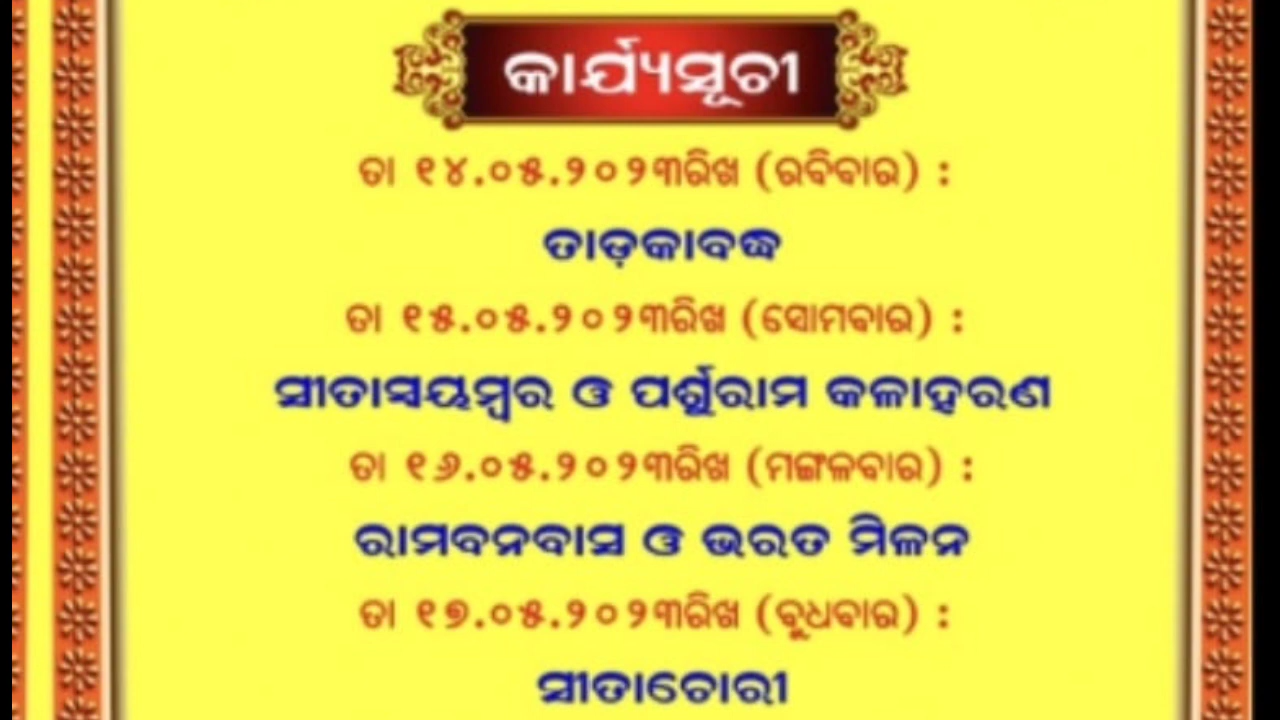 କାର୍ଯ୍ୟସୂଚୀ
ତା ୧୪.୦୫.୨୦୨୩ରିଖ (ରବିବାର) :
ତାଡ଼କାବଦ୍ଧ
ତା ୧୫.୦୫.୨୦୨୩ରିଖ (ସୋମବାର) :
ସୀତାସ୍ୱୟମ୍ବର ଓ ପର୍ଶୁରାମ କଳାହରଣ
ତା ୧୬.୦୫.୨୦୨୩ରିଖ (ମଙ୍ଗଳବାର) :
ରାମବନବାସ ଓ ଭରତ ମିଳନ
ତା ୧୭.୦୫.୨୦୨୩ରିଖ (ବୁଧବାର) :
ସୀତାଚୋରୀ